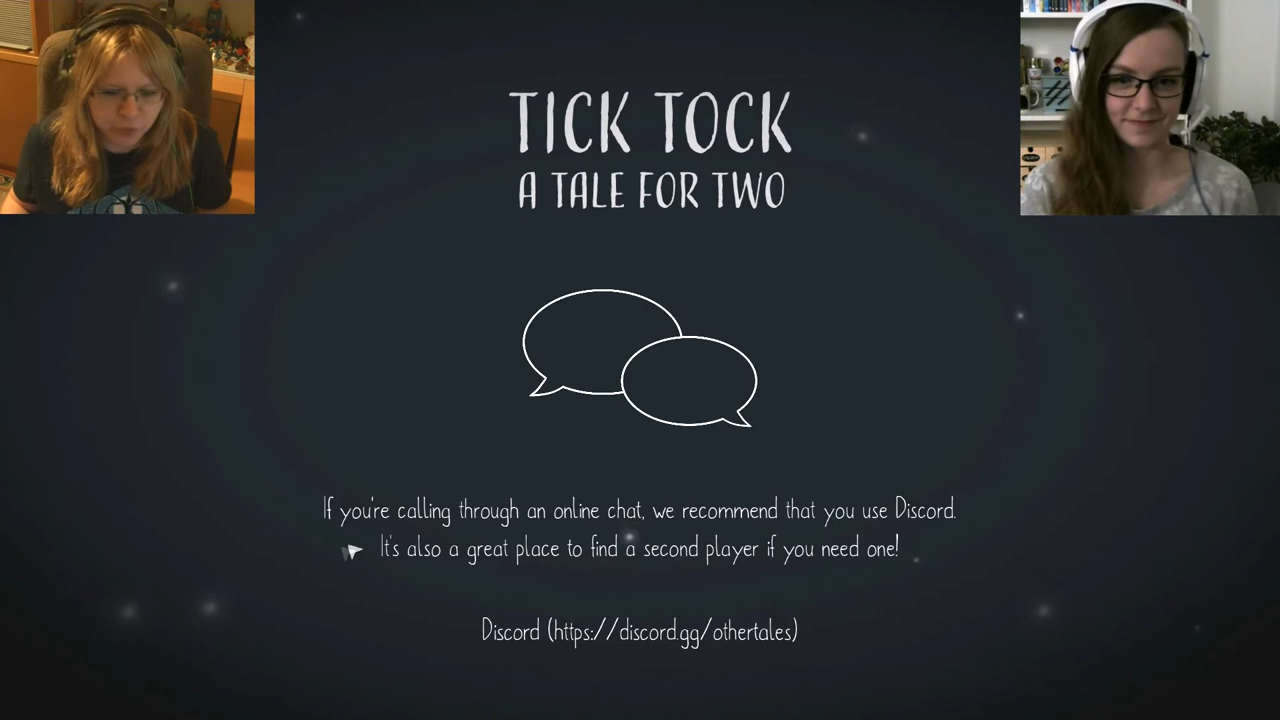 TICK TOCK
A TALE FOR TWO
If you're calling through an online chat, we recommend that you use Discord.
It's also a great place to find a second player if you need one!
Discord (https://discord.gg/othertales)